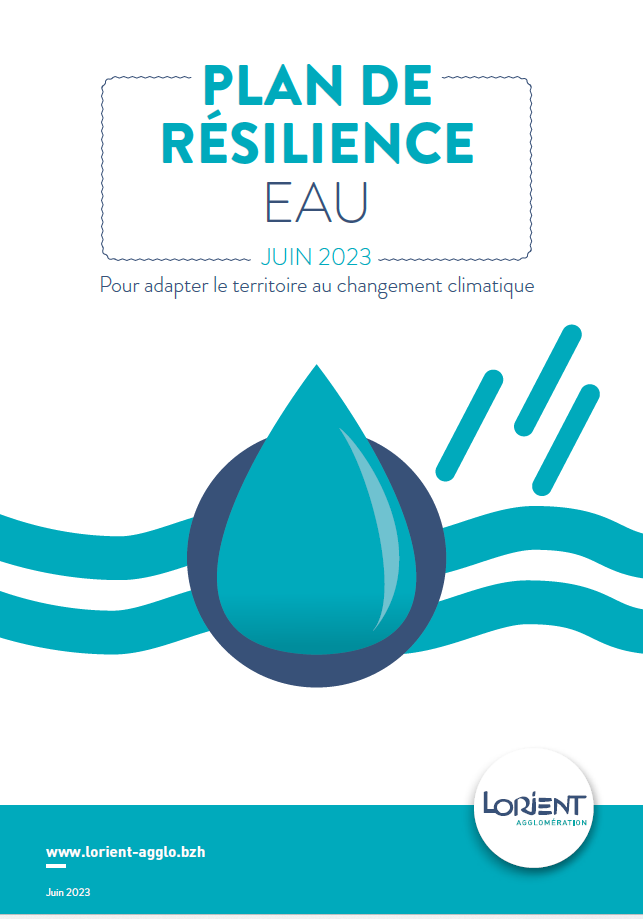 PLAN DE
RÉSILIENCE
EAU
JUIN 2023
Pour adapter le territoire au changement climatique
LORIENT
AGGLOMÉRATION
www.lorient-agglo.bzh
Juin 2023